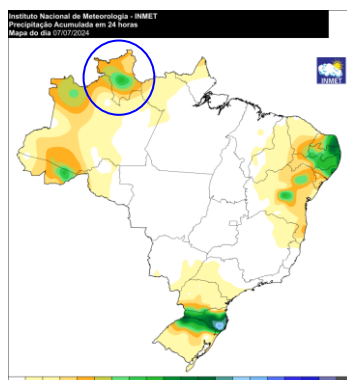 Instituto Nacional de Meteorologia - INMET
Precipitação Acumulada em 24 horas
Mapa do dia 07/07/2024
INMET